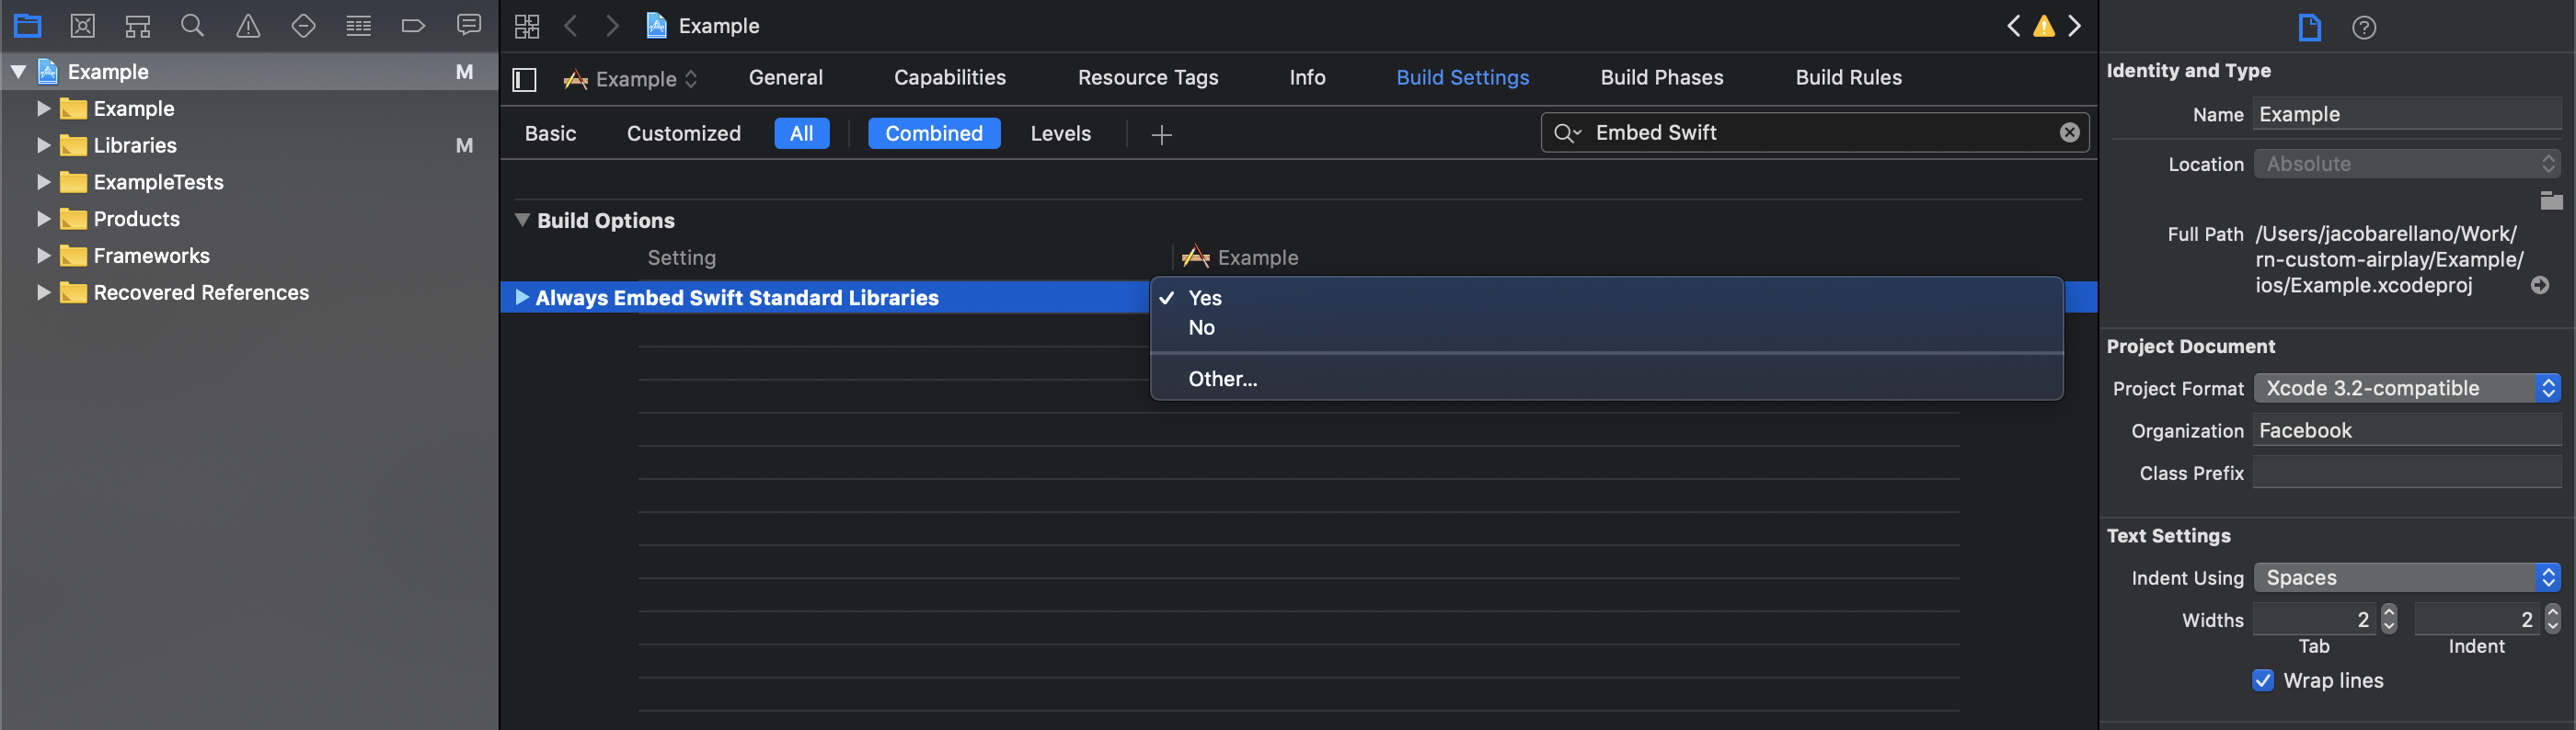 Example M
Example
Libraries M
ExampleTests
Products
Frameworks
Recovered References
Example
Example General Capabilities Resource Tags Info Build Settings Build Phases Build Rules
Basic Customized All Combined Levels Embed Swift
Build Options
Setting Example
Always Embed Swift Standard Libraries
Yes
No
Other...
Identity and Type
Name Example
Location Absolute
Full Path /Users/jacobarellano/Work/
rn-custom-airplay/Example/
ios/Example.xcodeproj
Project Document
Project Format Xcode 3.2-compatible
Organization Facebook
Class Prefix
Text Settings
Indent Using Spaces
Widths 2 2
Tab Indent
Wrap lines